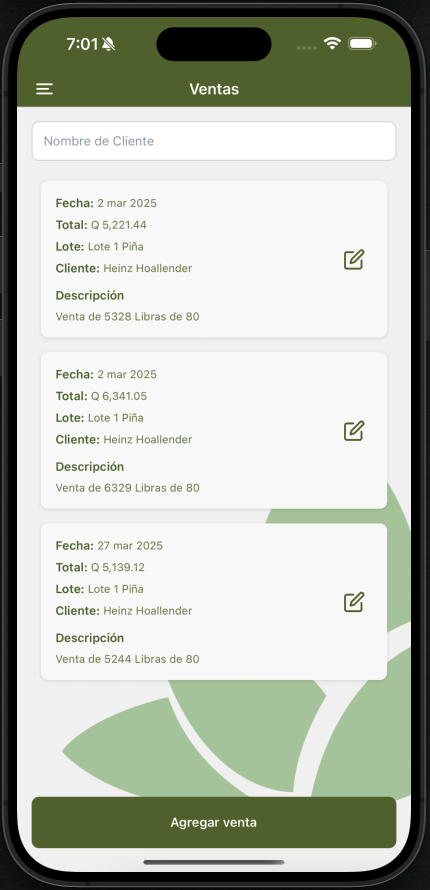 7:01
Ventas
Nombre de Cliente
Fecha: 2 mar 2025
Total: Q 5,221.44
Lote: Lote 1 Piña
Cliente: Heinz Hoallender
Descripción
Venta de 5328 Libras de 80
Fecha: 2 mar 2025
Total: Q 6,341.05
Lote: Lote 1 Piña
Cliente: Heinz Hoallender
Descripción
Venta de 6329 Libras de 80
Fecha: 27 mar 2025
Total: Q 5,139.12
Lote: Lote 1 Piña
Cliente: Heinz Hoallender
Descripción
Venta de 5244 Libras de 80
Agregar venta